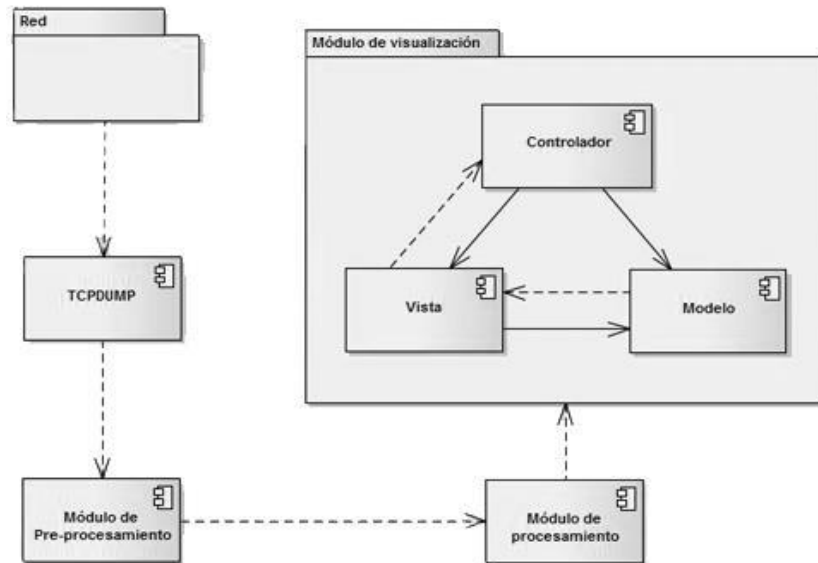 Red
Módulo de visualización
Controlador
TCPDUMP
Vista
Modelo
Módulo de
Pre-procesamiento
Módulo de
procesamiento